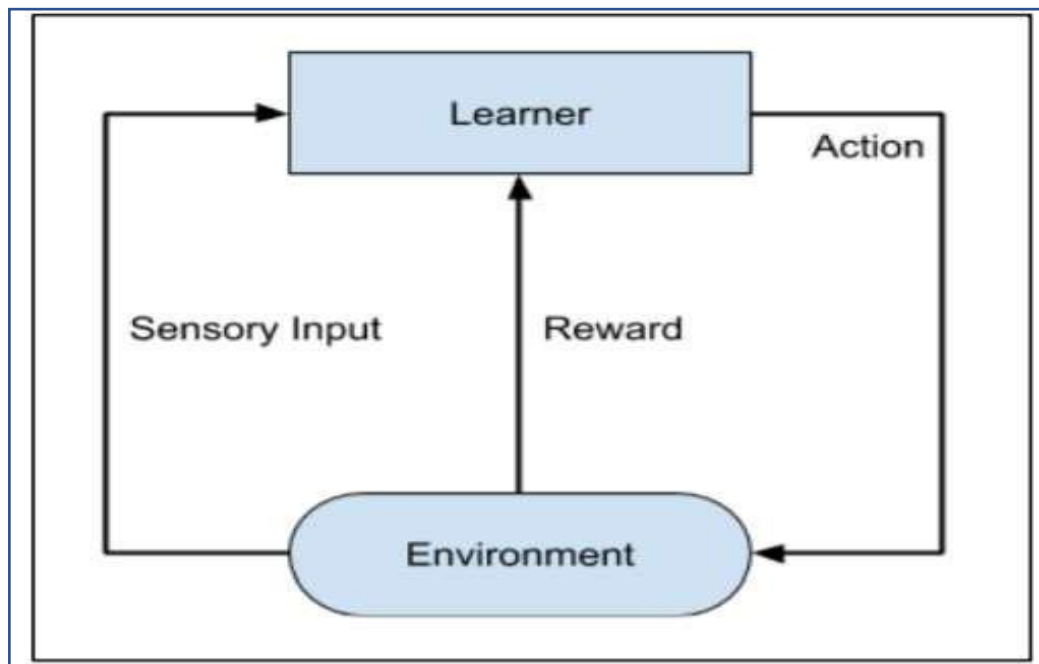 Learner
Action
Sensory Input
Reward
Environment